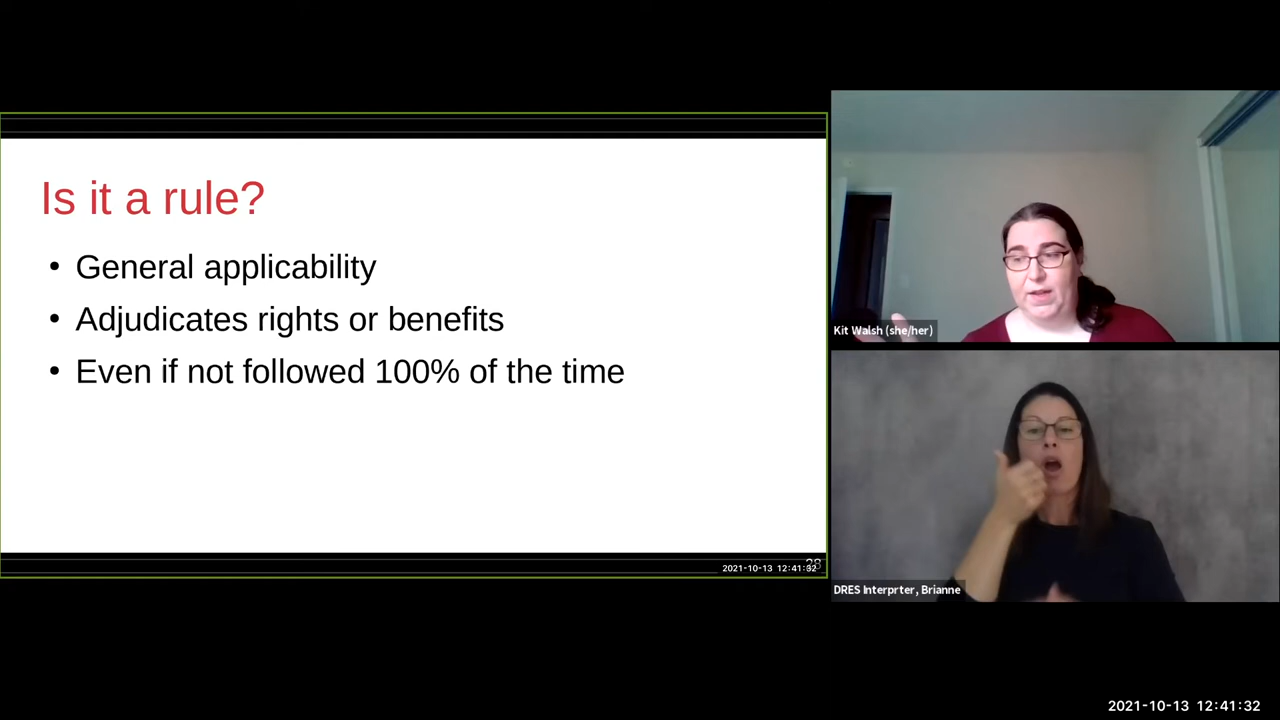 Is it a rule?
• General applicability
• Adjudicates rights or benefits
• Even if not followed 100% of the time
2021-10-13 12:41:32
Kit Walsh (she/her)
DRES Interprter, Brianne
2021-10-13 12:41:32